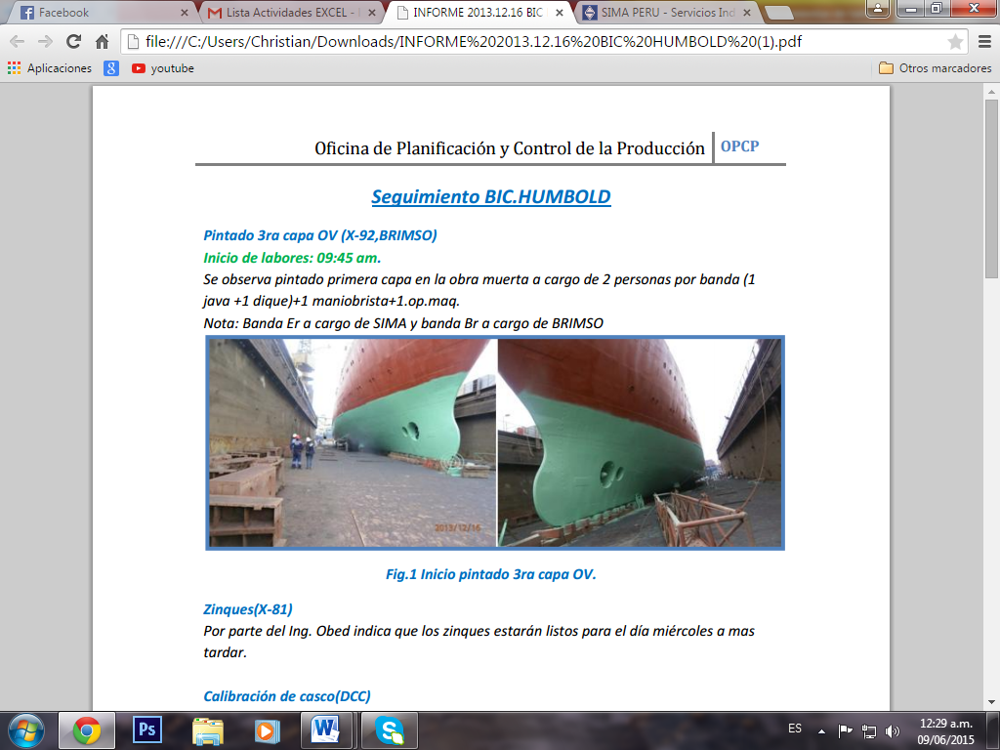 Facebook
Lista Actividades EXCEL -
INFORME 2013.12.16 BIC
SIMA PERU - Servicios Ind
file:///C:/Users/Christian/Downloads/INFORME%202013.12.16%20BIC%20HUMBOLD%20(1).pdf
Aplicaciones
youtube
Otros marcadores
Oficina de Planificación y Control de la Producción OPCP
Seguimiento BIC.HUMBOLD
Pintado 3ra capa OV (X-92,BRIMSO)
Inicio de labores: 09:45 am.
Se observa pintado primera capa en la obra muerta a cargo de 2 personas por banda (1
java +1 dique)+1 maniobrista+1.op.maq.
Nota: Banda Er a cargo de SIMA y banda Br a cargo de BRIMSO
2013/12/16
Fig.1 Inicio pintado 3ra capa OV.
Zinques(X-81)
Por parte del Ing. Obed indica que los zinques estarán listos para el día miércoles a mas
tardar.
Calibración de casco(DCC)
Ps
ES
12:29 a.m.
09/06/2015